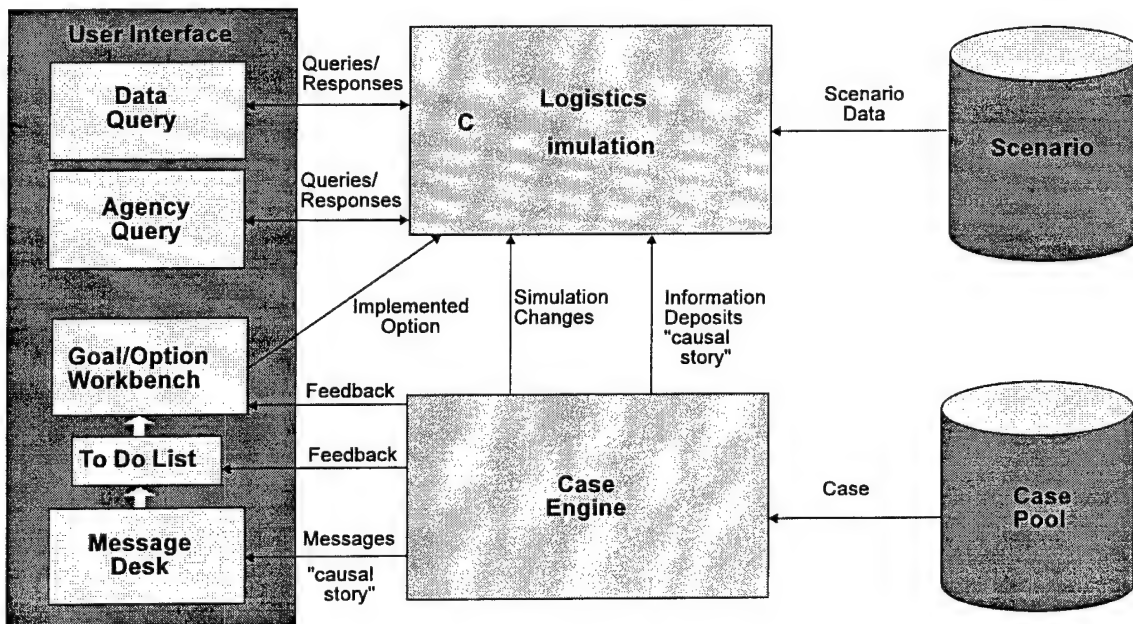 User Interface
Data
Query
Agency
Query
Goal/Option
Workbench
To Do List
Message
Desk
Queries/
Responses
Queries/
Responses
Implemented
Option
Feedback
Feedback
Messages
"causal
story"
Logistics
C imulation
Simulation
Changes
Information
Deposits
"causal
story"
Case
Engine
Scenario
Data
Scenario
Case
Case
Pool